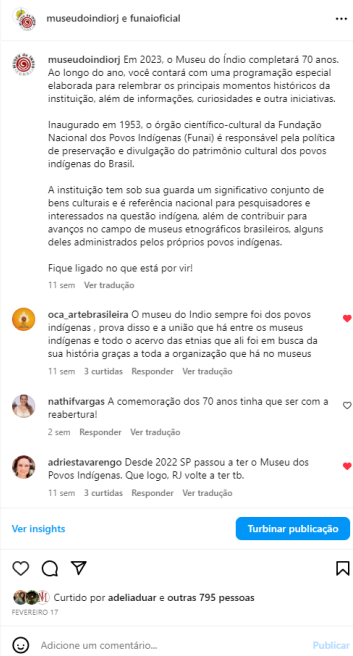 museudoindiorj e funaioficial
museudoindiorj Em 2023, o Museu do Índio completará 70 anos.
Ao longo do ano, você contará com uma programação especial
elaborada para relembrar os principais momentos históricos da
instituição, além de informações, curiosidades e outra iniciativas.
Inaugurado em 1953, o órgão científico-cultural da Fundação
Nacional dos Povos Indígenas (Funai) é responsável pela política
de preservação e divulgação do patrimônio cultural dos povos
indígenas do Brasil.
A instituição tem sob sua guarda um significativo conjunto de
bens culturais e é referência nacional para pesquisadores e
interessados na questão indígena, além de contribuir para
avanços no campo de museus etnográficos brasileiros, alguns
deles administrados pelos próprios povos indígenas.
Fique ligado no que está por vir!
11 sem Ver tradução
oca_artebrasileira O museu do Indio sempre foi dos povos
indígenas , prova disso e a união que há entre os museus
indígenas e todo o acervo das etnias que ali foi em busca da
sua história graças a toda a organização que há no museus
11 sem 3 curtidas Responder Ver tradução
nathifvargas A comemoração dos 70 anos tinha que ser com a
reabertura!
2 sem Responder Ver tradução
adriestavarengo Desde 2022 SP passou a ter o Museu dos
Povos Indígenas. Que logo, RJ volte a ter tb.
11 sem 3 curtidas Responder Ver tradução
Ver insights
Turbinar publicação
Curtido por adeliaduar e outras 795 pessoas
FEVEREIRO 17
Adicione um comentário...
Publicar